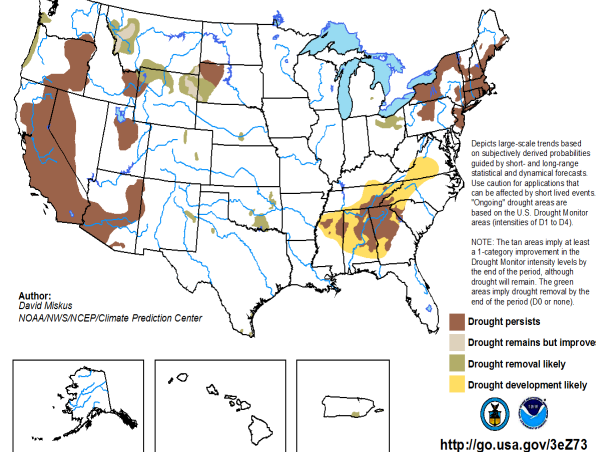 Depicts large-scale trends based
on subjectively derived probabilities
guided by short- and long-range
statistical and dynamical forecasts.
Use caution for applications that
can be affected by short lived events.
"Ongoing" drought areas are
based on the U.S. Drought Monitor
areas (intensities of D1 to D4).
NOTE: The tan areas imply at least
a 1-category improvement in the
Drought Monitor intensity levels by
the end of the period, although
drought will remain. The green
areas imply drought removal by the
end of the period (D0 or none).
Author:
David Miskus
NOAA/NWS/NCEP/Climate Prediction Center
Drought persists
Drought remains but improves
Drought removal likely
Drought development likely
http://go.usa.gov/3eZ73